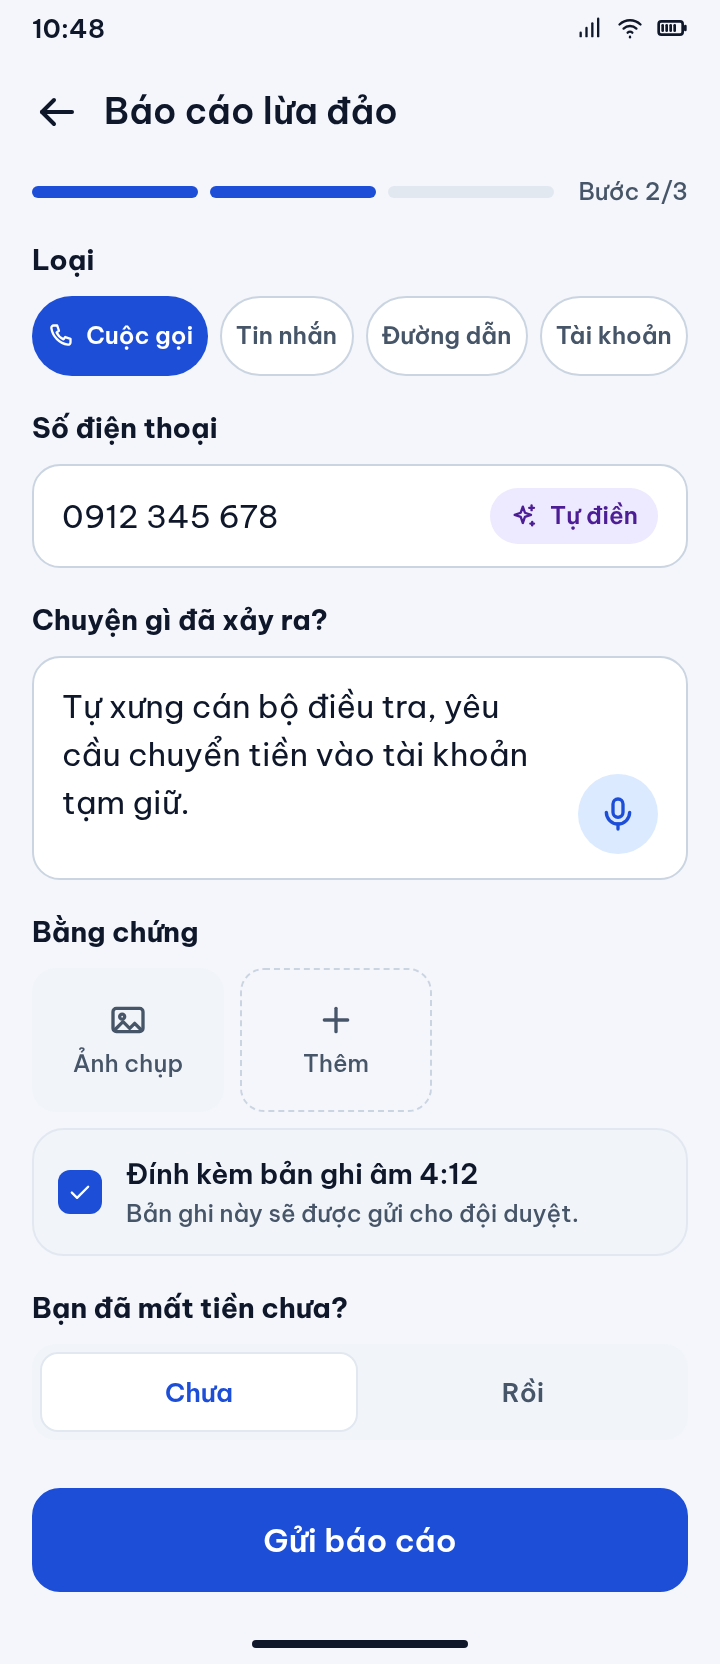 10:48
Báo cáo lừa đảo
Bước 2/3
Loại
Cuộc gọi
Tin nhắn
Đường dẫn
Tài khoản
Số điện thoại
0912 345 678
Tự điền
Chuyện gì đã xảy ra?
Tự xưng cán bộ điều tra, yêu
cầu chuyển tiền vào tài khoản
tạm giữ.
Bằng chứng
Ảnh chụp
Thêm
Đính kèm bản ghi âm 4:12
Bản ghi này sẽ được gửi cho đội duyệt.
Bạn đã mất tiền chưa?
Chưa
Rồi
Gửi báo cáo